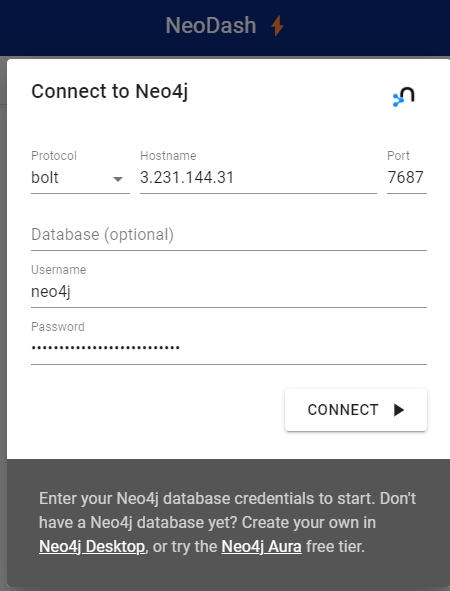 NeoDash
Connect to Neo4j
Protocol Hostname Port
bolt 3.231.144.31 7687
Database (optional)
Username
neo4j
Password
•••••••••••••••••••••••••••
CONNECT
Enter your Neo4j database credentials to start. Don't
have a Neo4j database yet? Create your own in
Neo4j Desktop, or try the Neo4j Aura free tier.